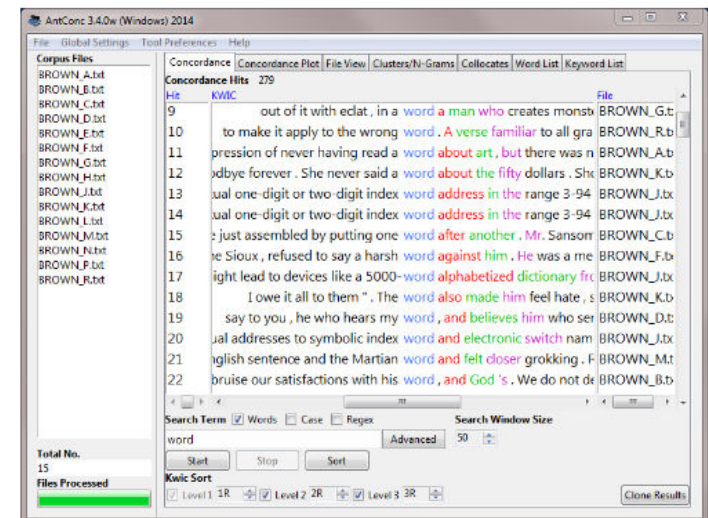 AntConc 3.4.0w (Windows) 2014
File Global Settings Tool Preferences Help
Corpus Files
BROWN_A.txt
BROWN_B.txt
BROWN_C.txt
BROWN_D.txt
BROWN_E.txt
BROWN_F.txt
BROWN_G.txt
BROWN_H.txt
BROWN_J.txt
BROWN_K.txt
BROWN_L.txt
BROWN_M.txt
BROWN_N.txt
BROWN_P.txt
BROWN_R.txt
Total No.
15
Files Processed
Concordance Concordance Plot File View Clusters/N-Grams Collocates Word List Keyword List
Concordance Hits 279
Hit KWIC File
9 out of it with eclat , in a word a man who creates monst BROWN_G.t
10 to make it apply to the wrong word . A verse familiar to all gra BROWN_R.t
11 pression of never having read a word about art , but there was n BROWN_A.t
12 odbye forever . She never said a word about the fifty dollars . She BROWN_K.t
13 ual one-digit or two-digit index word address in the range 3-94 BROWN_J.tx
14 ual one-digit or two-digit index word address in the range 3-94 BROWN_J.tx
15 e just assembled by putting one word after another . Mr. Sansom BROWN_C.t
16 e Sioux , refused to say a harsh word against him . He was a me BROWN_F.t
17 ight lead to devices like a 5000- word alphabetized dictionary fro BROWN_J.tx
18 I owe it all to them " . The word also made him feel hate , s BROWN_K.t
19 say to you , he who hears my word , and believes him who sen BROWN_D.t
20 ual addresses to symbolic index word and electronic switch nam BROWN_J.tx
21 nglish sentence and the Martian word and felt closer grokking . F BROWN_M.t
22 bruise our satisfactions with his word , and God 's . We do not de BROWN_B.t
Search Term Words Case Regex Search Window Size
word Advanced 50
Start Stop Sort
Kwic Sort
Level 1 1R Level 2 2R Level 3 3R Clone Results